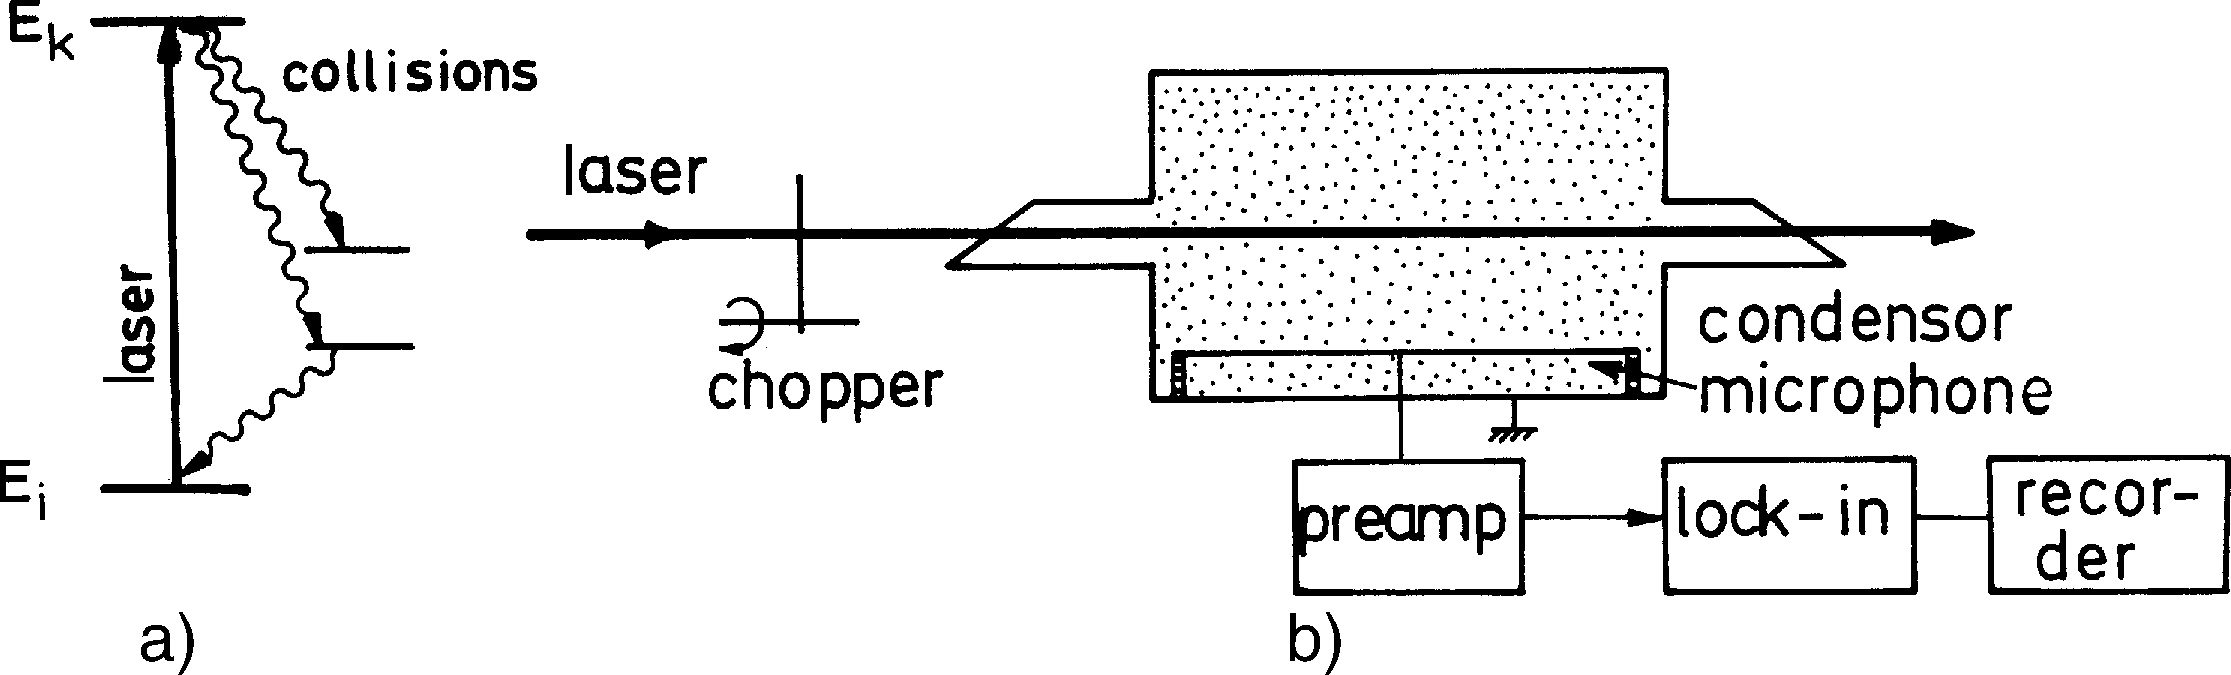 E_k
collisions
laser
E_i
a)
laser
chopper
condensor
microphone
preamp
lock-in
recor-
der
b)